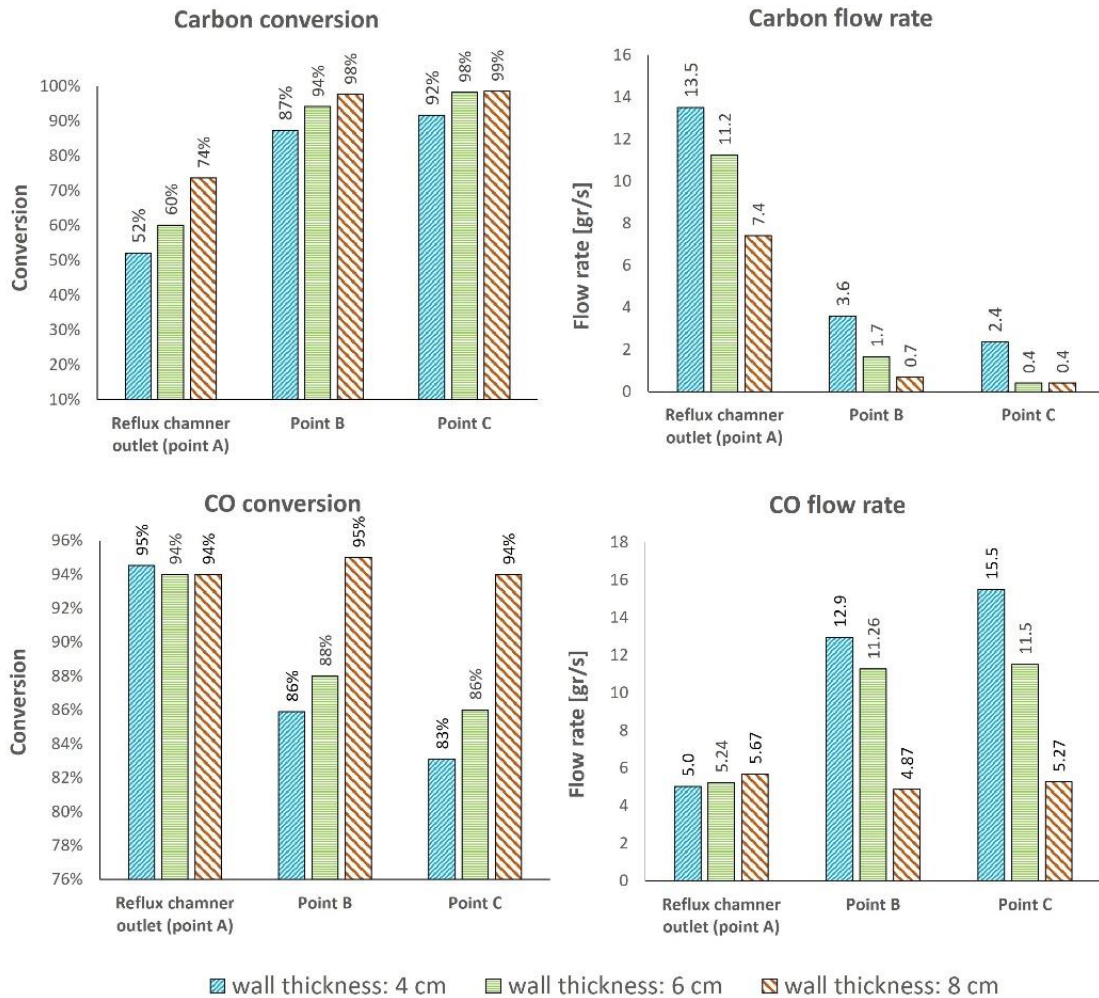 Carbon conversion
Conversion
100%
90%
80%
70%
60%
50%
40%
30%
20%
10%
52%
60%
74%
87%
94%
98%
92%
98%
99%
Reflux chamner
outlet (point A)
Point B
Point C
Carbon flow rate
Flow rate [gr/s]
16
14
12
10
8
6
4
2
0
13.5
11.2
7.4
3.6
1.7
0.7
2.4
0.4
0.4
Reflux chamner
outlet (point A)
Point B
Point C
CO conversion
Conversion
96%
94%
92%
90%
88%
86%
84%
82%
80%
78%
76%
95%
94%
94%
86%
88%
95%
83%
86%
94%
Reflux chamner
outlet (point A)
Point B
Point C
CO flow rate
Flow rate [gr/s]
18
16
14
12
10
8
6
4
2
0
5.0
5.24
5.67
12.9
11.26
4.87
15.5
11.5
5.27
Reflux chamner
outlet (point A)
Point B
Point C
wall thickness: 4 cm
wall thickness: 6 cm
wall thickness: 8 cm